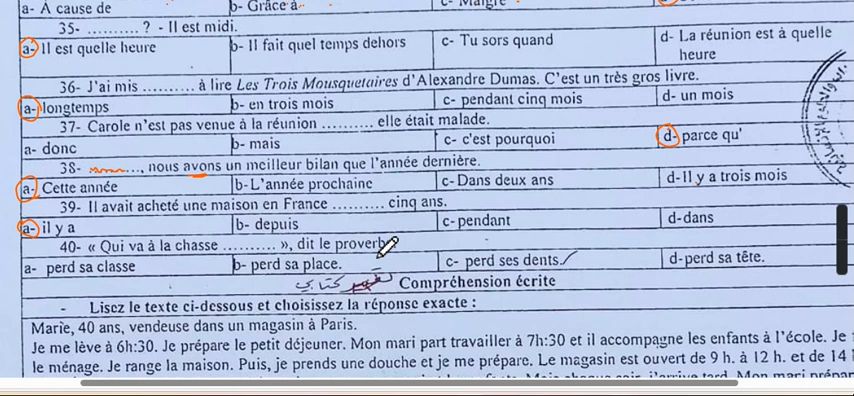 a- À cause de b- Grâce à c- Malgré
35- ........... ? - Il est midi.
a- Il est quelle heure b- Il fait quel temps dehors c- Tu sors quand d- La réunion est à quelle heure
36- J'ai mis .......... à lire Les Trois Mousquetaires d'Alexandre Dumas. C'est un très gros livre.
a- longtemps b- en trois mois c- pendant cinq mois d- un mois
37- Carole n'est pas venue à la réunion .......... elle était malade.
a- donc b- mais c- c'est pourquoi d- parce qu'
38- .........., nous avons un meilleur bilan que l'année dernière.
a- Cette année b- L'année prochaine c- Dans deux ans d- Il y a trois mois
39- Il avait acheté une maison en France .......... cinq ans.
a- il y a b- depuis c- pendant d- dans
40- « Qui va à la chasse .......... », dit le proverb
a- perd sa classe b- perd sa place. c- perd ses dents. d- perd sa tête.
Compréhension écrite
- Lisez le texte ci-dessous et choisissez la réponse exacte :
Marie, 40 ans, vendeuse dans un magasin à Paris.
Je me lève à 6h:30. Je prépare le petit déjeuner. Mon mari part travailler à 7h:30 et il accompagne les enfants à l'école. Je
le ménage. Je range la maison. Puis, je prends une douche et je me prépare. Le magasin est ouvert de 9 h. à 12 h. et de 14